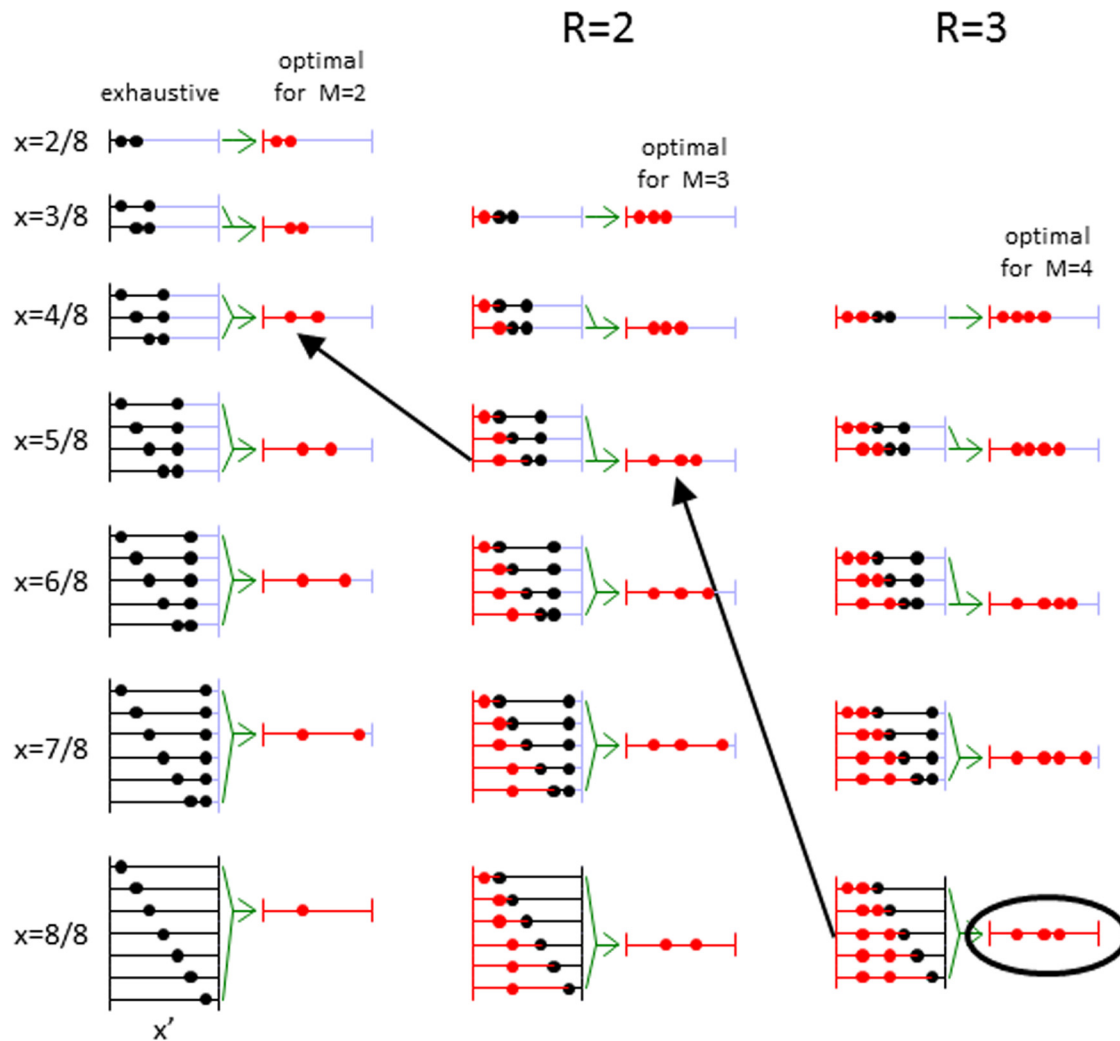 R=2
R=3
exhaustive
optimal
for M=2
x=2/8
optimal
for M=3
x=3/8
optimal
for M=4
x=4/8
x=5/8
x=6/8
x=7/8
x=8/8
x'